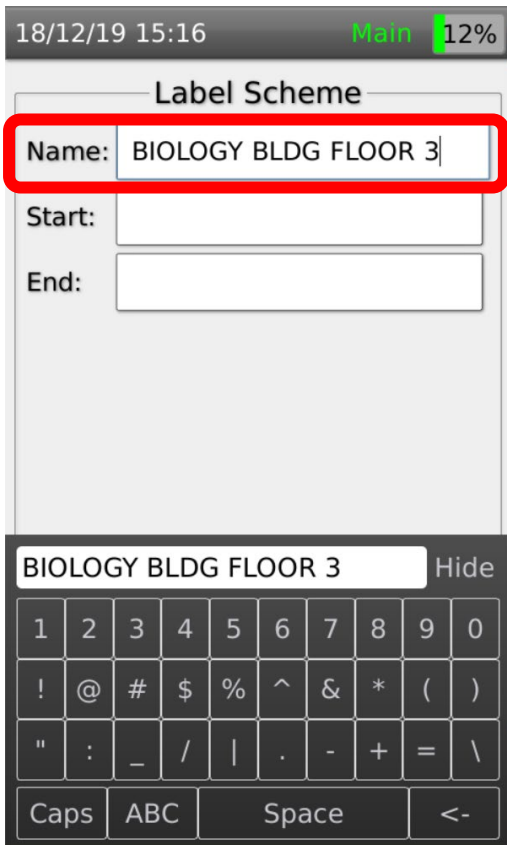 18/12/19 15:16 Main 12%
Label Scheme
Name: BIOLOGY BLDG FLOOR 3
Start:
End:
BIOLOGY BLDG FLOOR 3 Hide
1 2 3 4 5 6 7 8 9 0
! @ # $ % ^ & * ( )
" : _ / | . - + = \
Caps ABC Space <-